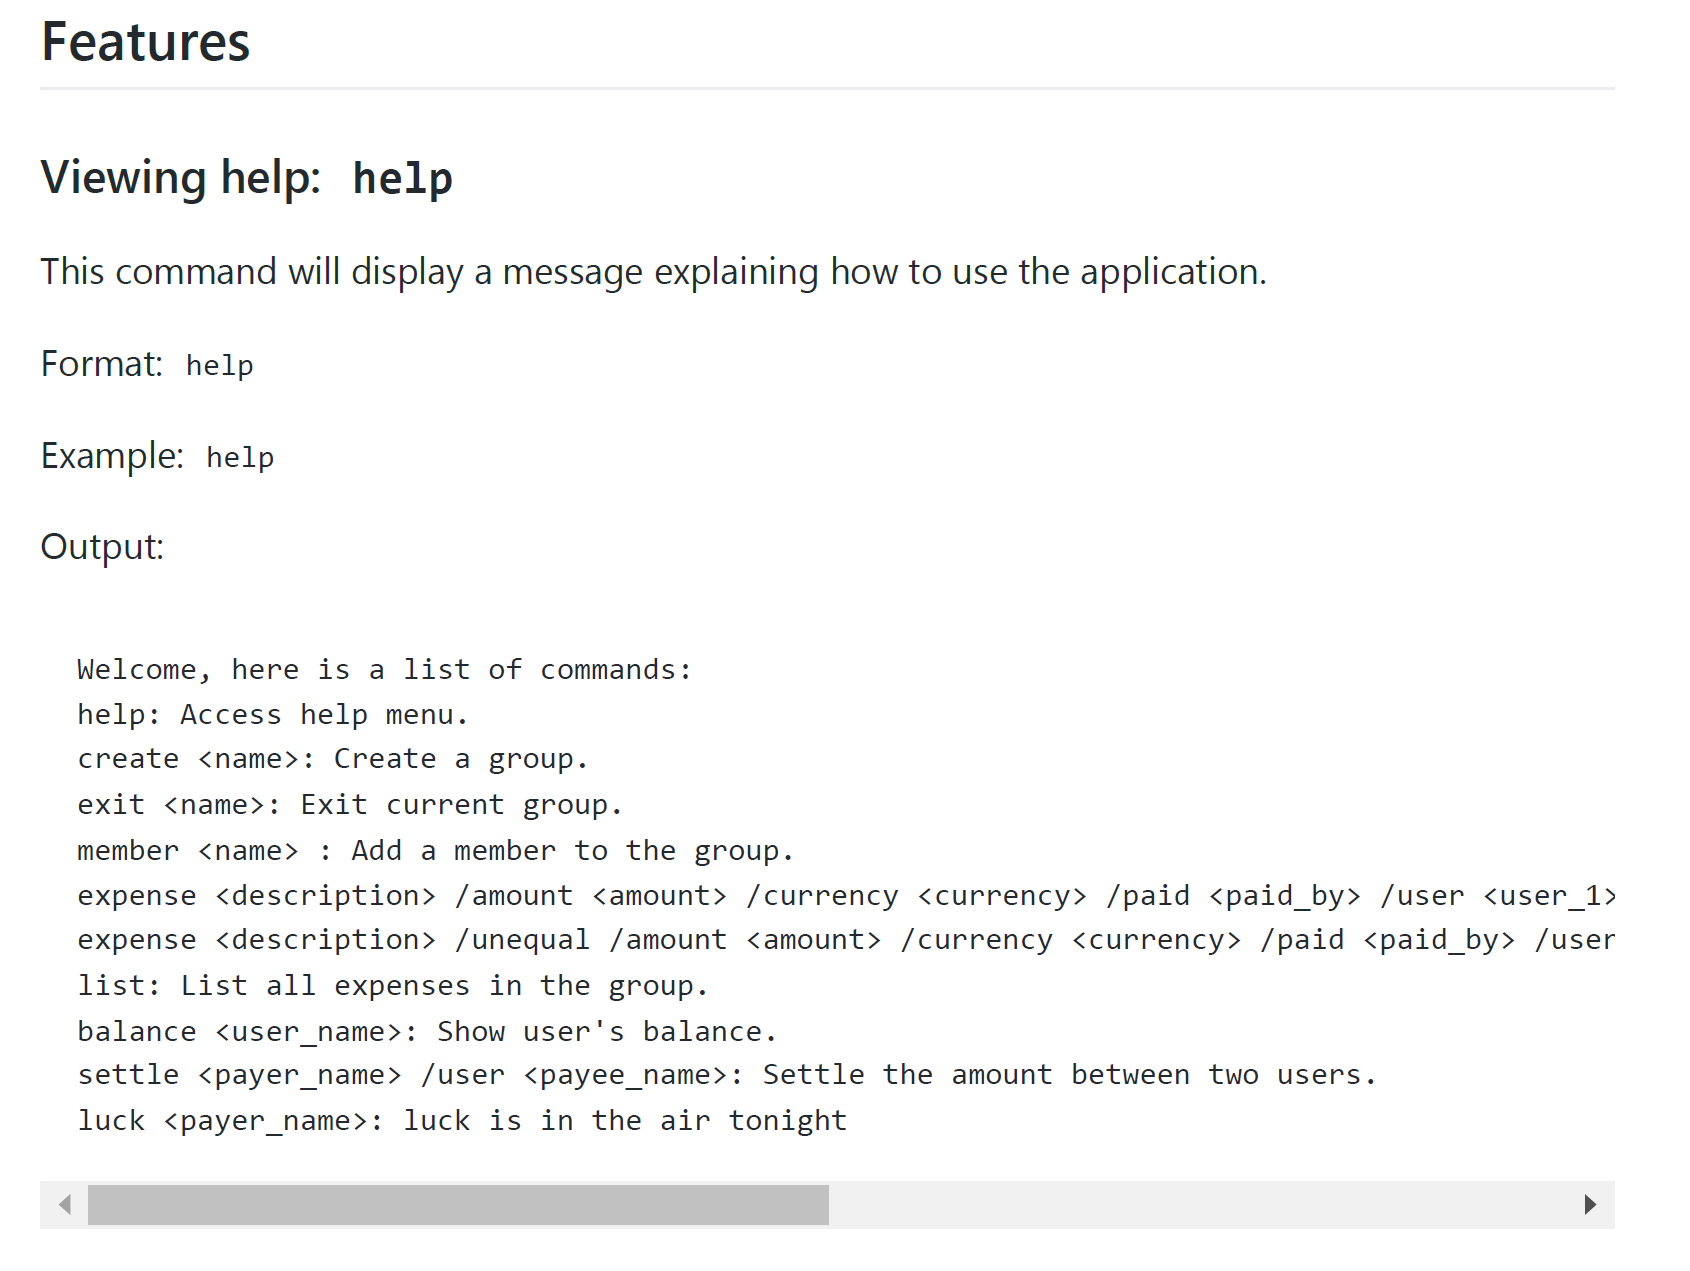 Features
Viewing help: help
This command will display a message explaining how to use the application.
Format: help
Example: help
Output:
Welcome, here is a list of commands:
help: Access help menu.
create <name>: Create a group.
exit <name>: Exit current group.
member <name> : Add a member to the group.
expense <description> /amount <amount> /currency <currency> /paid <paid_by> /user <user_1>
expense <description> /unequal /amount <amount> /currency <currency> /paid <paid_by> /user
list: List all expenses in the group.
balance <user_name>: Show user's balance.
settle <payer_name> /user <payee_name>: Settle the amount between two users.
luck <payer_name>: luck is in the air tonight